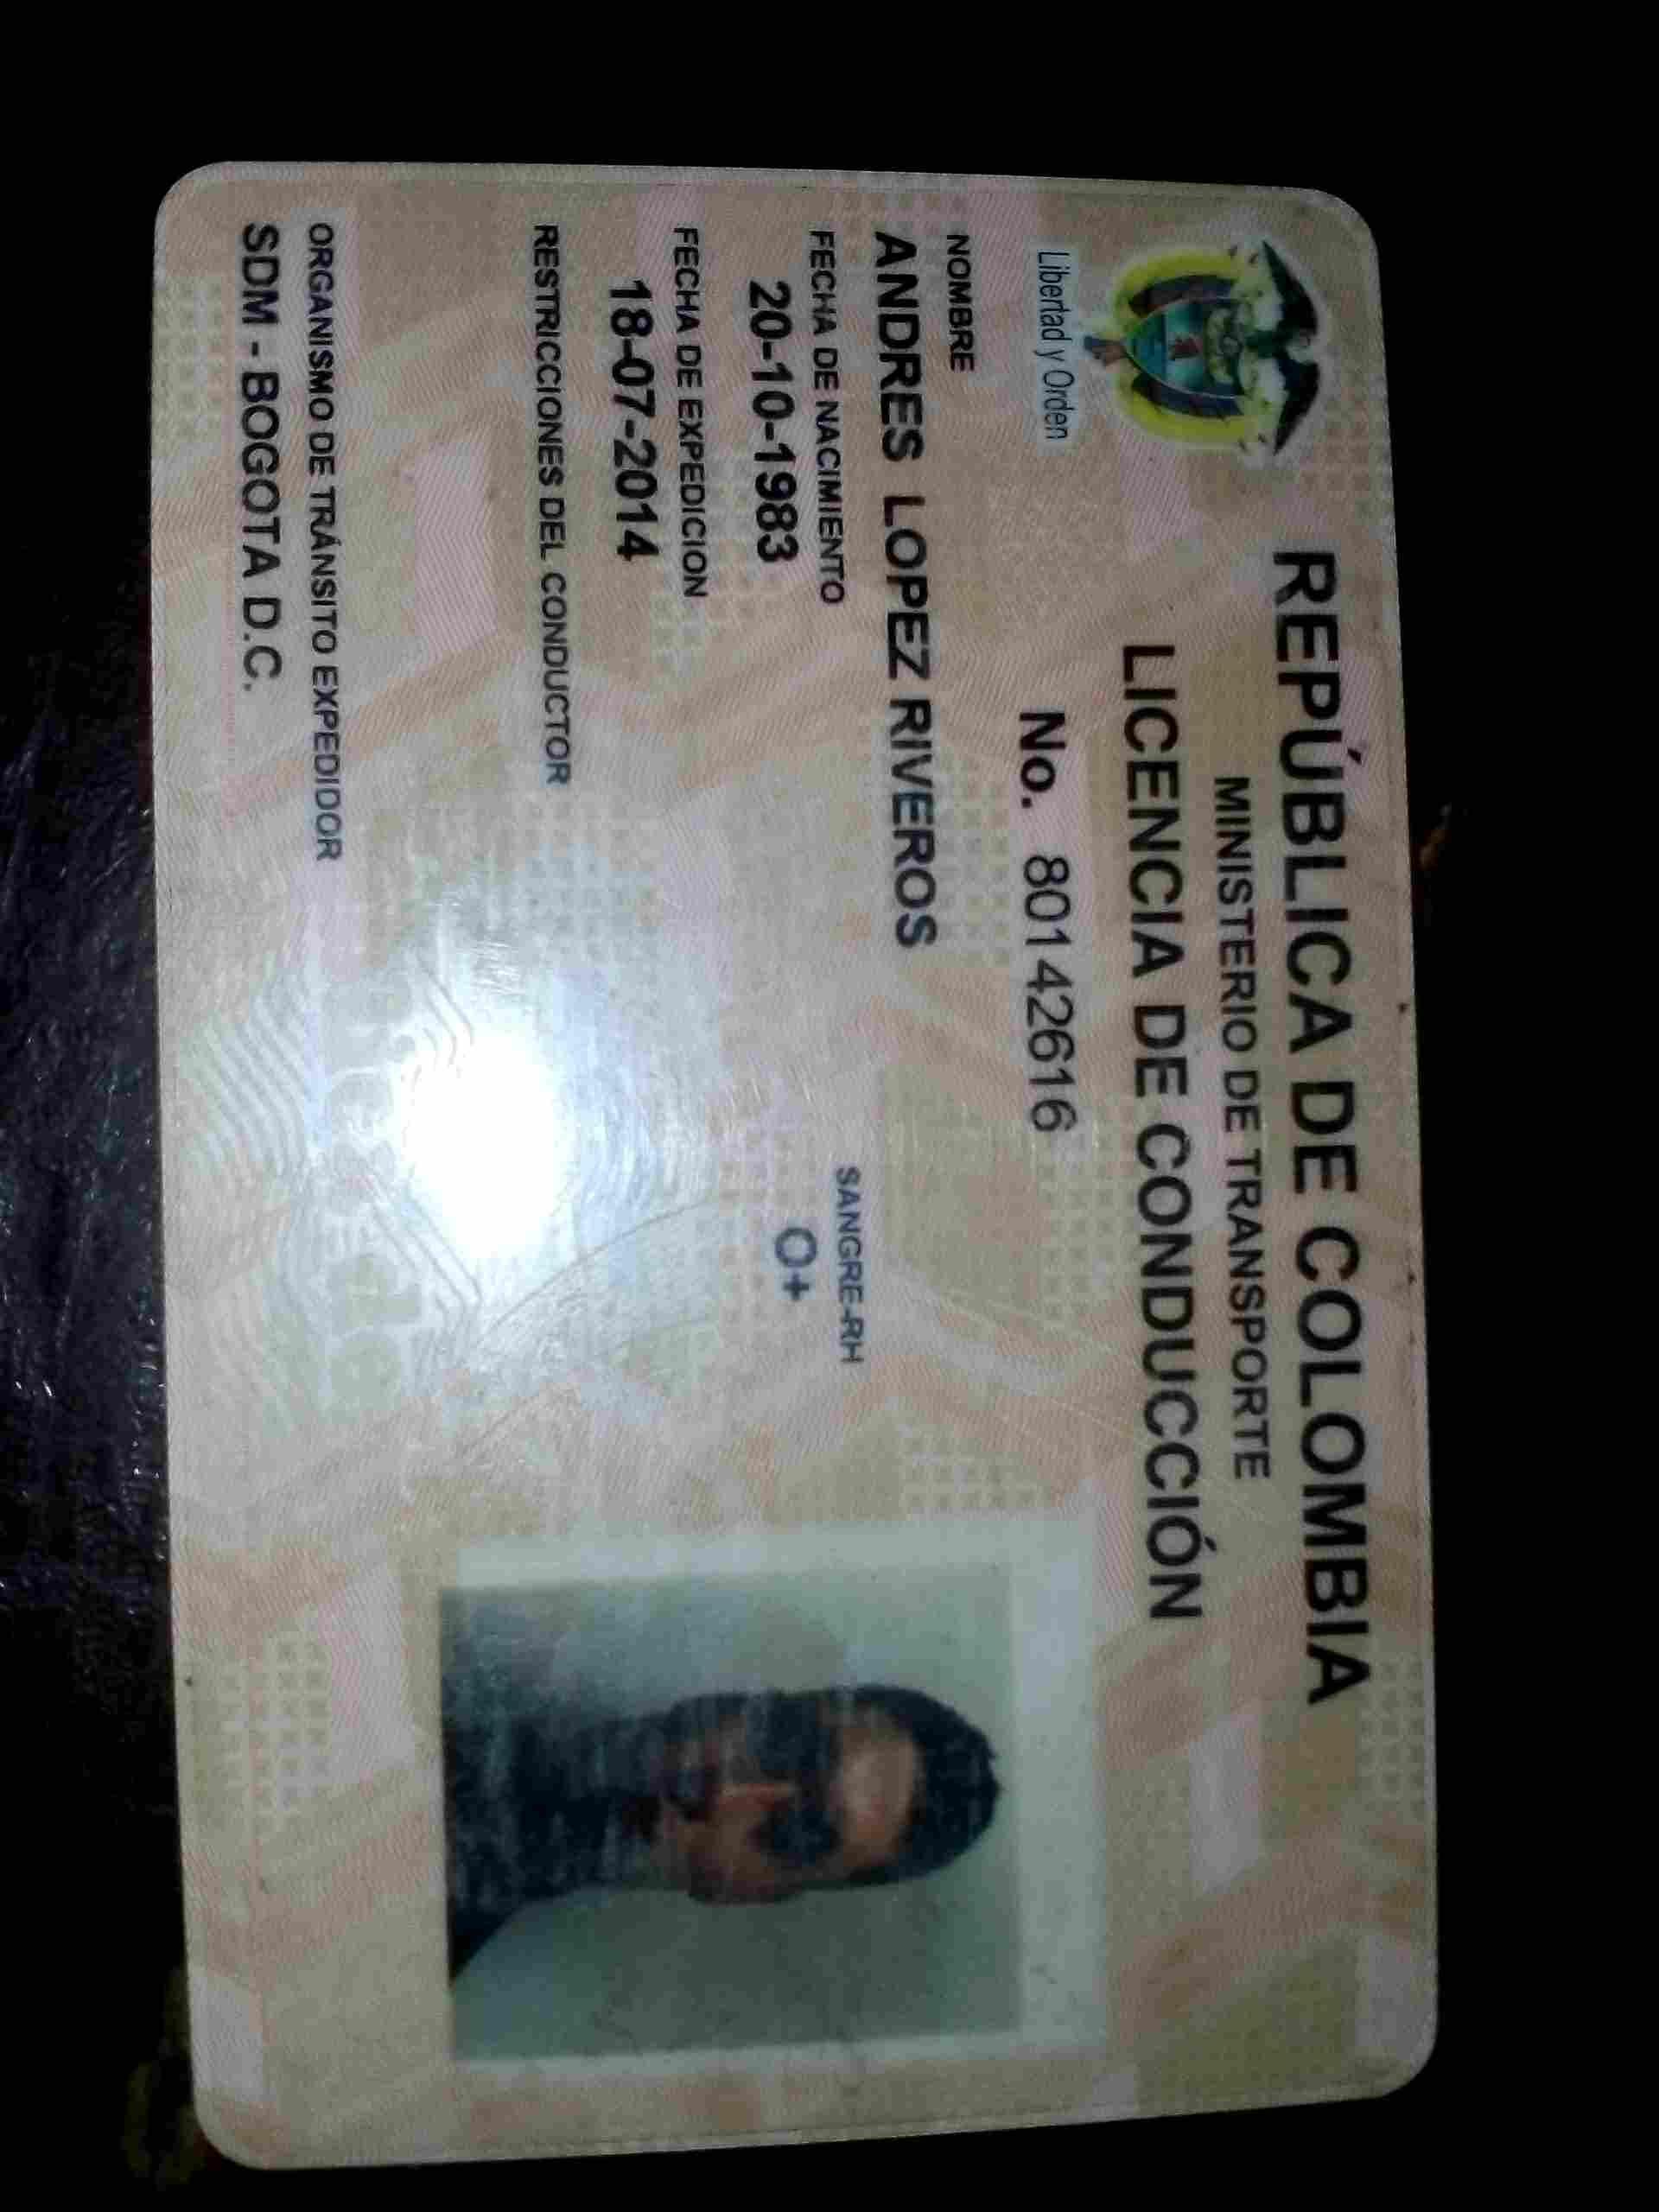 REPÚBLICA DE COLOMBIA
MINISTERIO DE TRANSPORTE
LICENCIA DE CONDUCCIÓN
Libertad y Orden
No. 80142616
NOMBRE
ANDRES LOPEZ RIVEROS
FECHA DE NACIMIENTO
SANGRE-RH
20-10-1983
O+
FECHA DE EXPEDICION
18-07-2014
RESTRICCIONES DEL CONDUCTOR
ORGANISMO DE TRÁNSITO EXPEDIDOR
SDM - BOGOTA D.C.